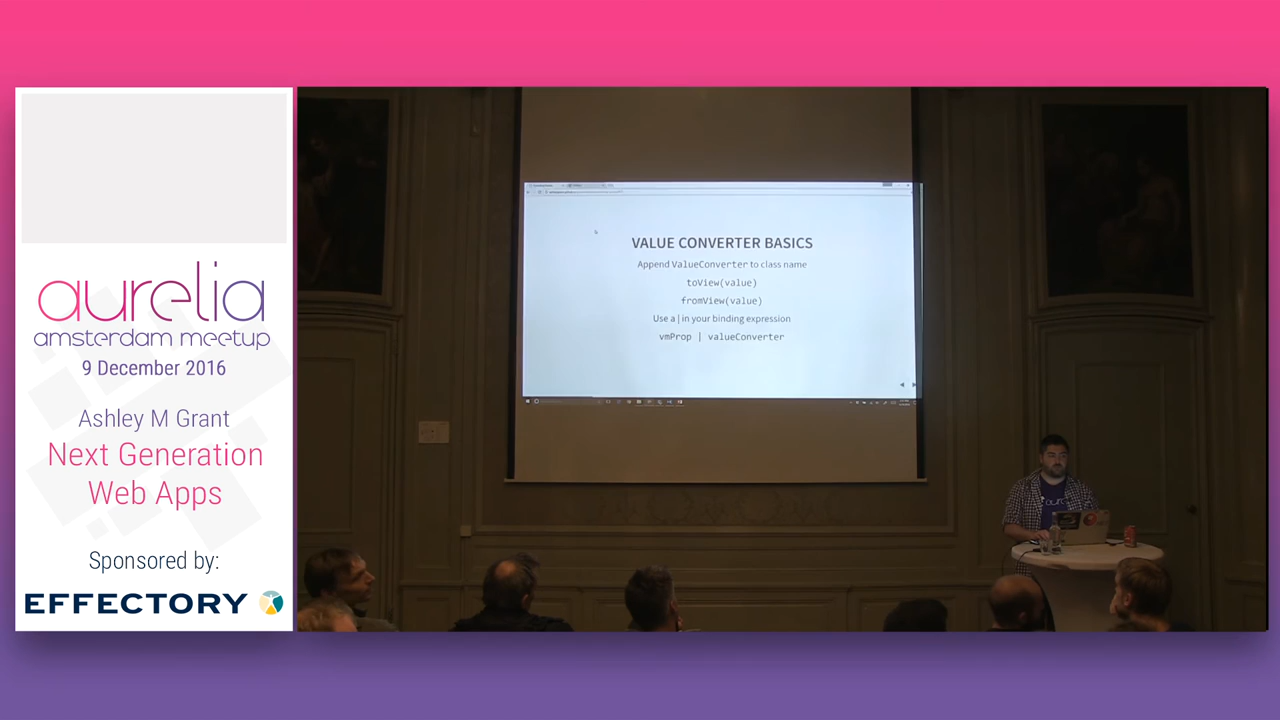 aurelia
amsterdam meetup
9 December 2016
Ashley M Grant
Next Generation
Web Apps
Sponsored by:
EFFECTORY
VALUE CONVERTER BASICS
Append ValueConverter to class name
toView(value)
fromView(value)
Use a | in your binding expression
vmProp | valueConverter